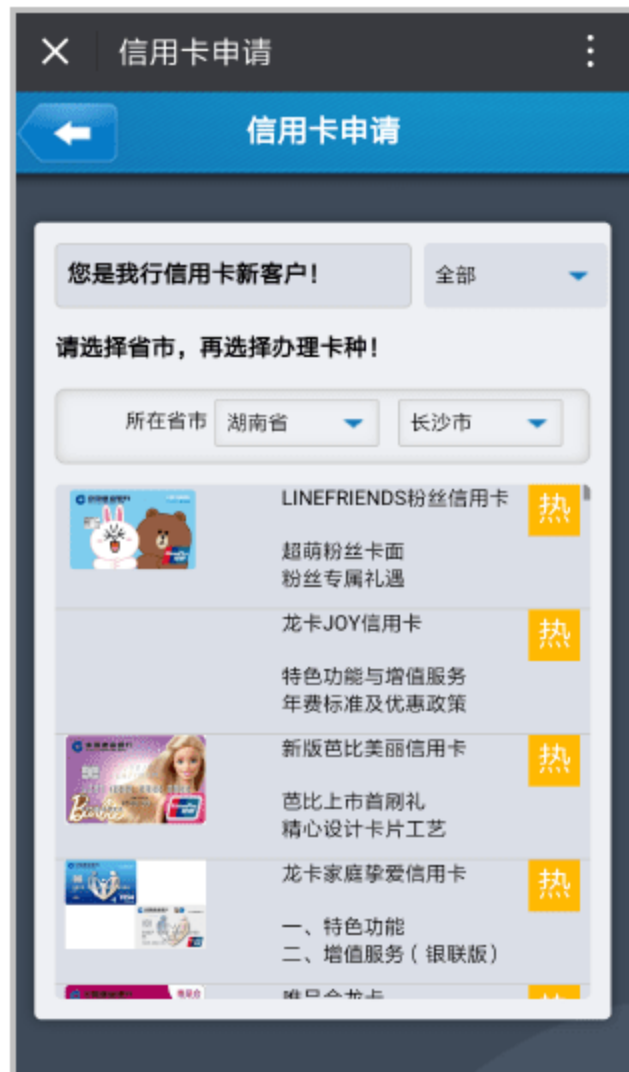 信用卡申请
信用卡申请
您是我行信用卡新客户！
全部
请选择省市，再选择办理卡种！
所在省市 湖南省 长沙市
LINEFRIENDS粉丝信用卡
热
超萌粉丝卡面
粉丝专属礼遇
龙卡JOY信用卡
热
特色功能与增值服务
年费标准及优惠政策
新版芭比美丽信用卡
热
Barbie
芭比上市首刷礼
精心设计卡片工艺
龙卡家庭挚爱信用卡
热
一、特色功能
二、增值服务（银联版）
唯品会龙卡